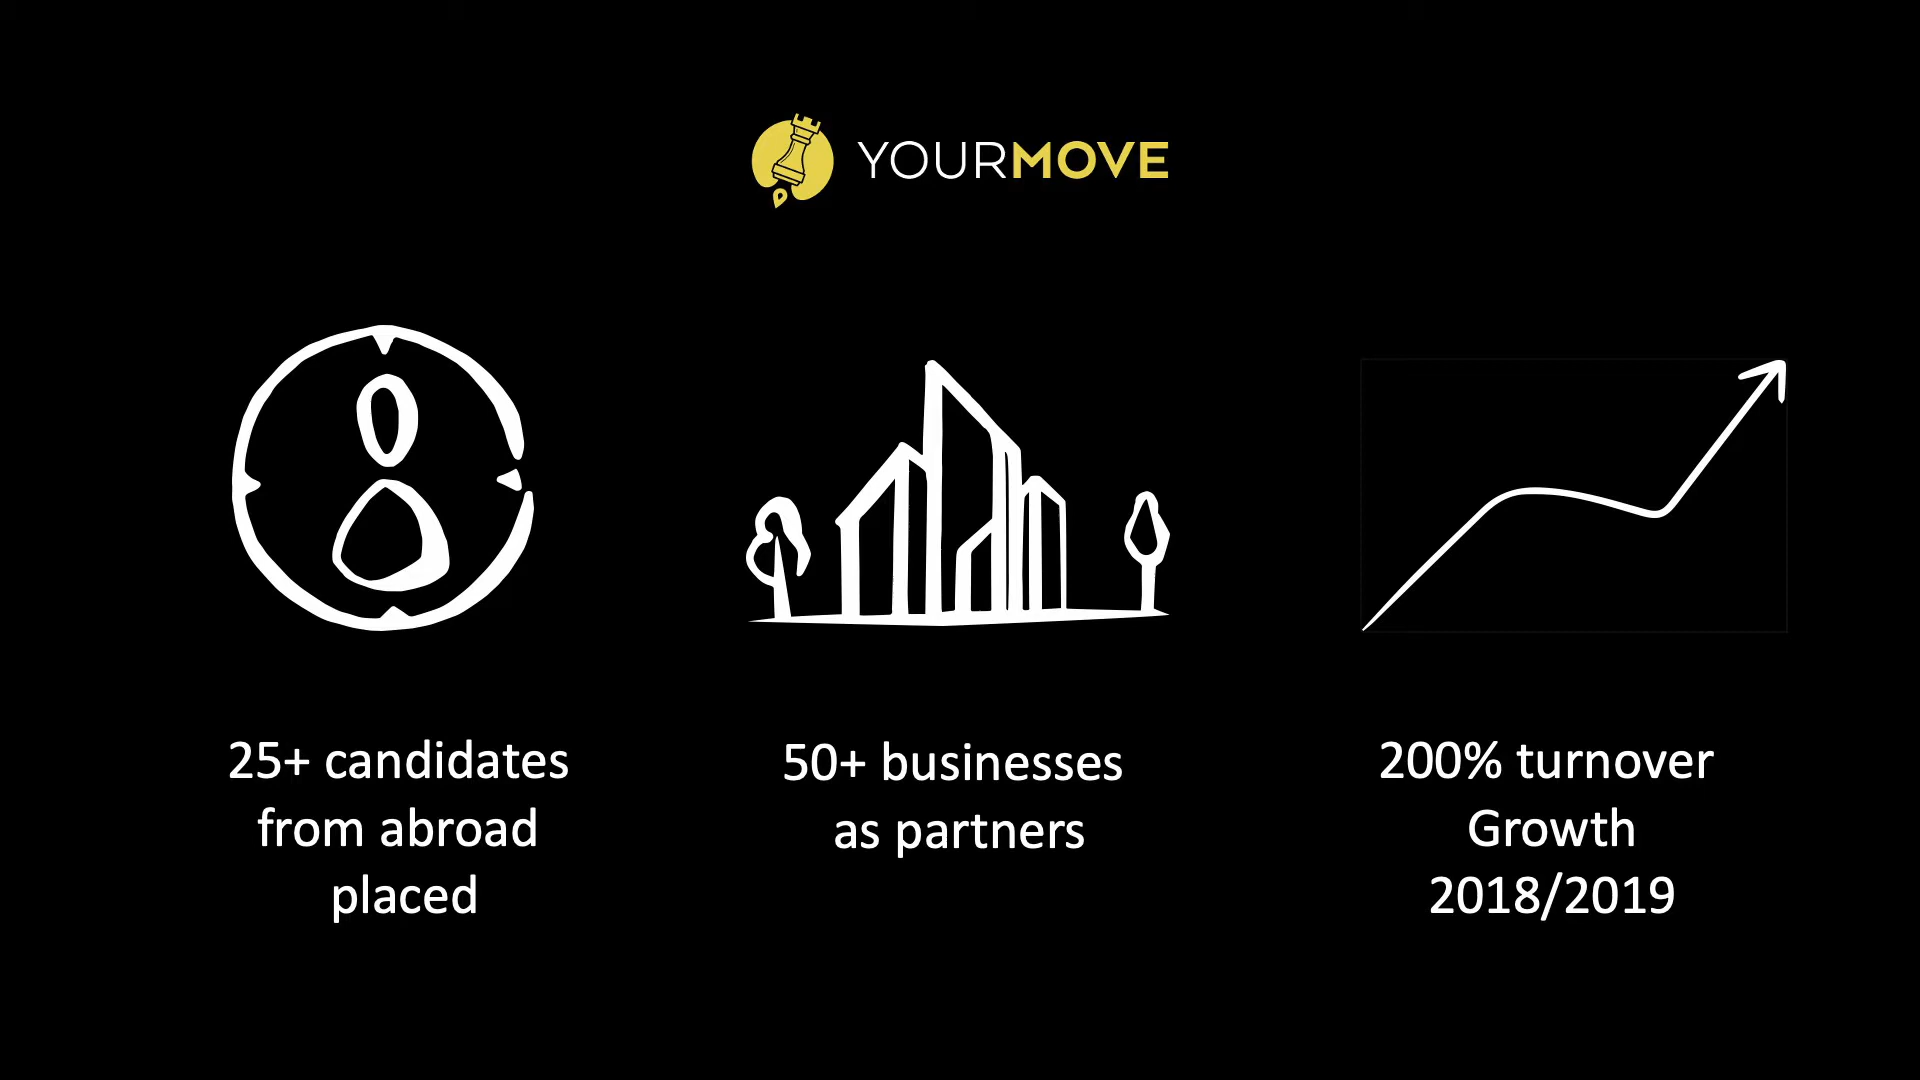 YOURMOVE
25+ candidates
from abroad
placed
50+ businesses
as partners
200% turnover
Growth
2018/2019